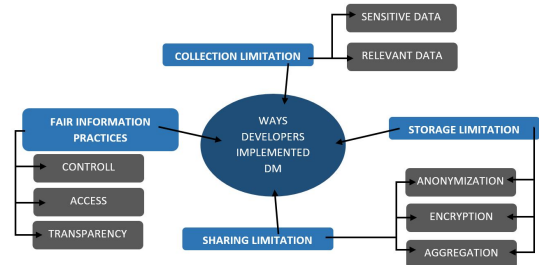 SENSITIVE DATA
COLLECTION LIMITATION
RELEVANT DATA
FAIR INFORMATION
PRACTICES
WAYS
DEVELOPERS
IMPLEMENTED
DM
STORAGE LIMITATION
CONTROLL
ACCESS
TRANSPARENCY
ANONYMIZATION
ENCRYPTION
AGGREGATION
SHARING LIMITATION